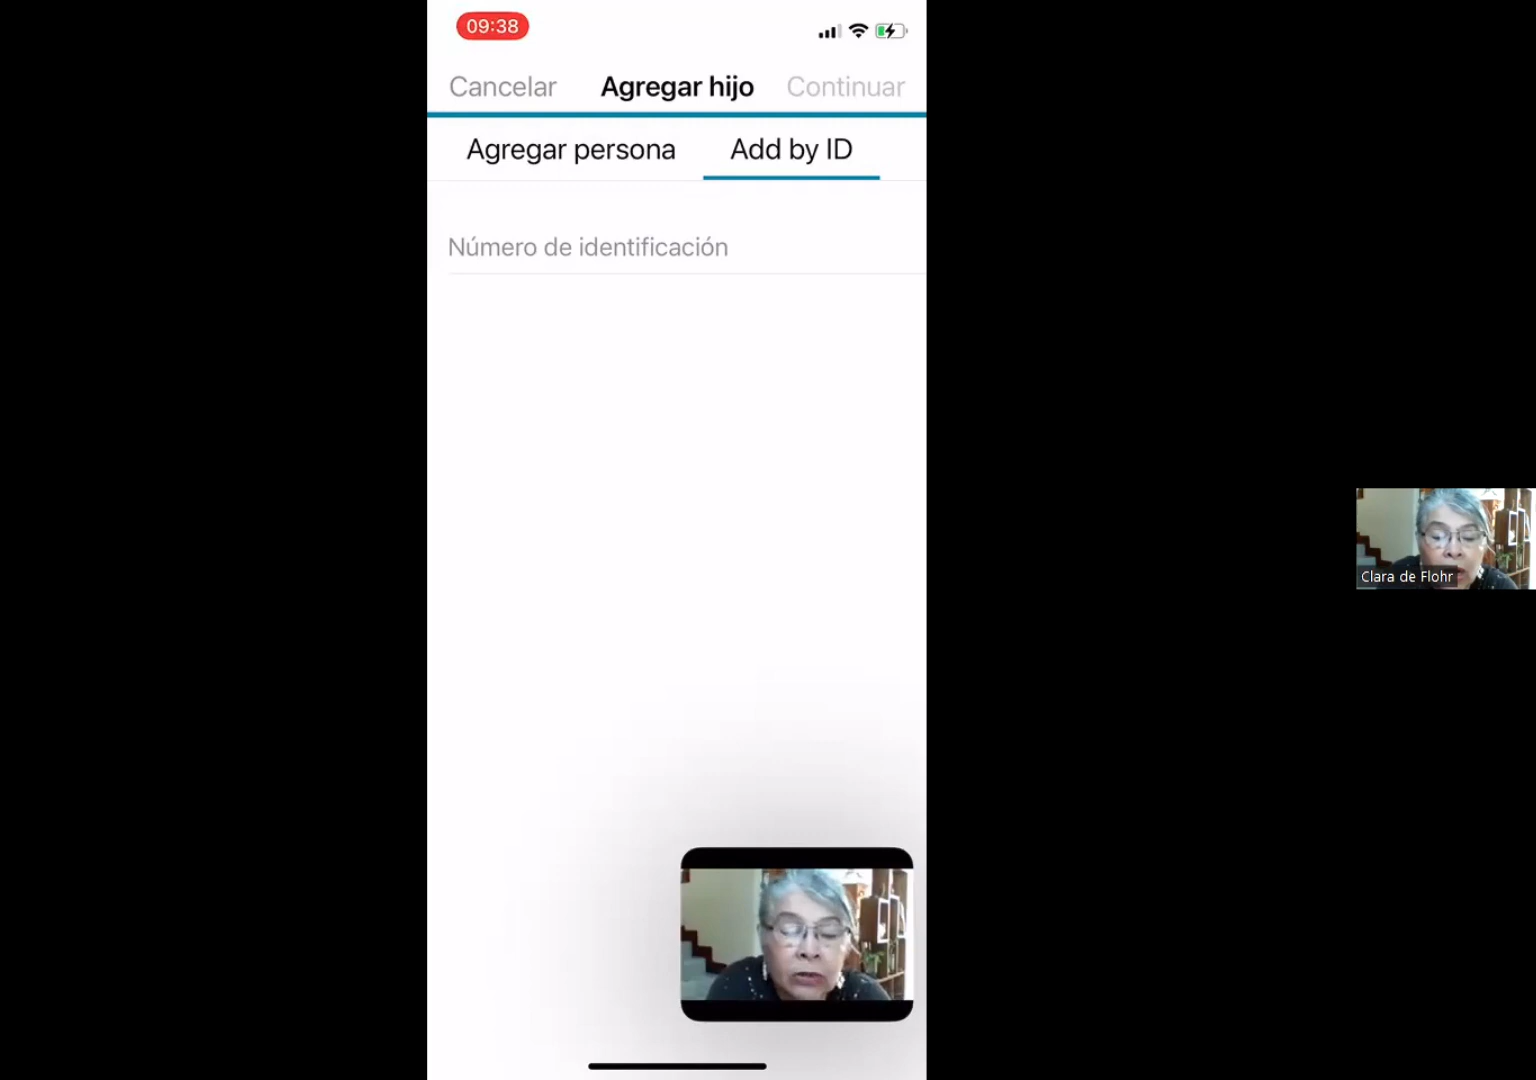 09:38
Cancelar Agregar hijo Continuar
Agregar persona Add by ID
Número de identificación
Clara de Flohr